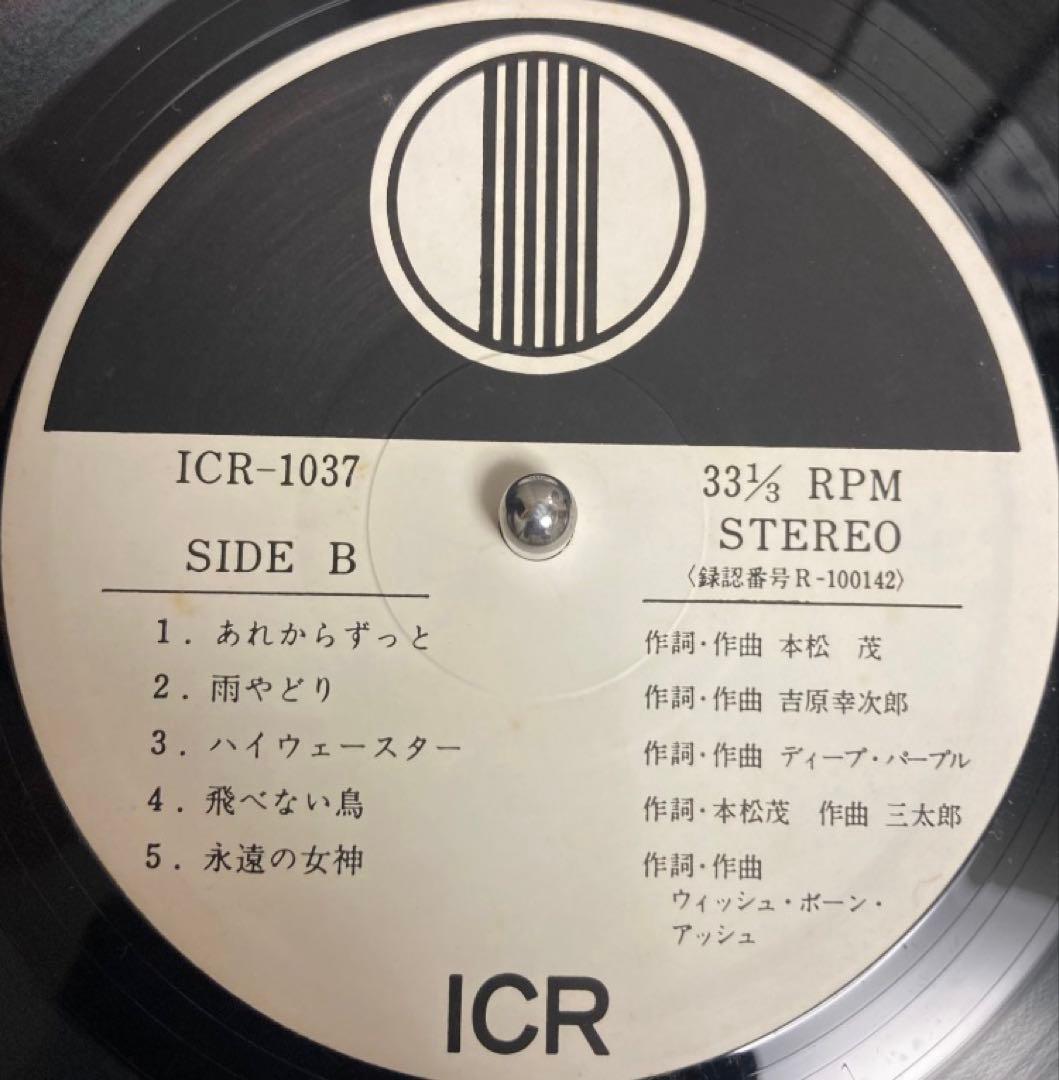 ICR-1037
SIDE B
33⅓ RPM
STEREO
〈録認番号R-100142〉
1. あれからずっと 作詞・作曲 本松 茂
2. 雨やどり 作詞・作曲 吉原幸次郎
3. ハイウェースター 作詞・作曲 ディープ・パープル
4. 飛べない鳥 作詞・本松茂 作曲 三太郎
5. 永遠の女神 作詞・作曲
ウィッシュ・ボーン・
アッシュ
ICR